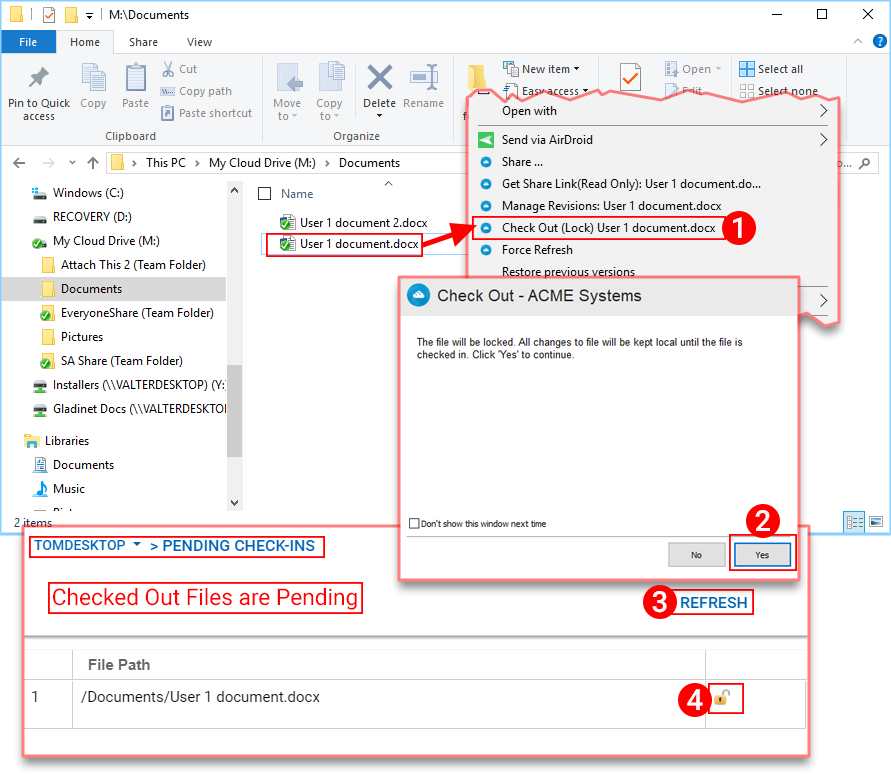 M:\Documents
File
Home
Share
View
Pin to Quick
access
Copy
Paste
Cut
Copy path
Paste shortcut
Clipboard
Move
to
Copy
to
Delete
Rename
Organize
New item
Easy access
Open
Edit
Select all
Select none
This PC > My Cloud Drive (M:) > Documents
Windows (C:)
RECOVERY (D:)
My Cloud Drive (M:)
Attach This 2 (Team Folder)
Documents
EveryoneShare (Team Folder)
Pictures
SA Share (Team Folder)
Installers (\\VALTERDESKTOP) (Y:
Gladinet Docs (\\VALTERDESKTO
Libraries
Documents
Music
2 items
Name
User 1 document 2.docx
User 1 document.docx
Open with
Send via AirDroid
Share ...
Get Share Link(Read Only): User 1 document.do...
Manage Revisions: User 1 document.docx
Check Out (Lock) User 1 document.docx
1
Force Refresh
Restore previous versions
Check Out - ACME Systems
The file will be locked. All changes to file will be kept local until the file is
checked in. Click 'Yes' to continue.
Don't show this window next time
2
No
Yes
TOMDESKTOP > PENDING CHECK-INS
Checked Out Files are Pending
3 REFRESH
File Path
1 /Documents/User 1 document.docx
4